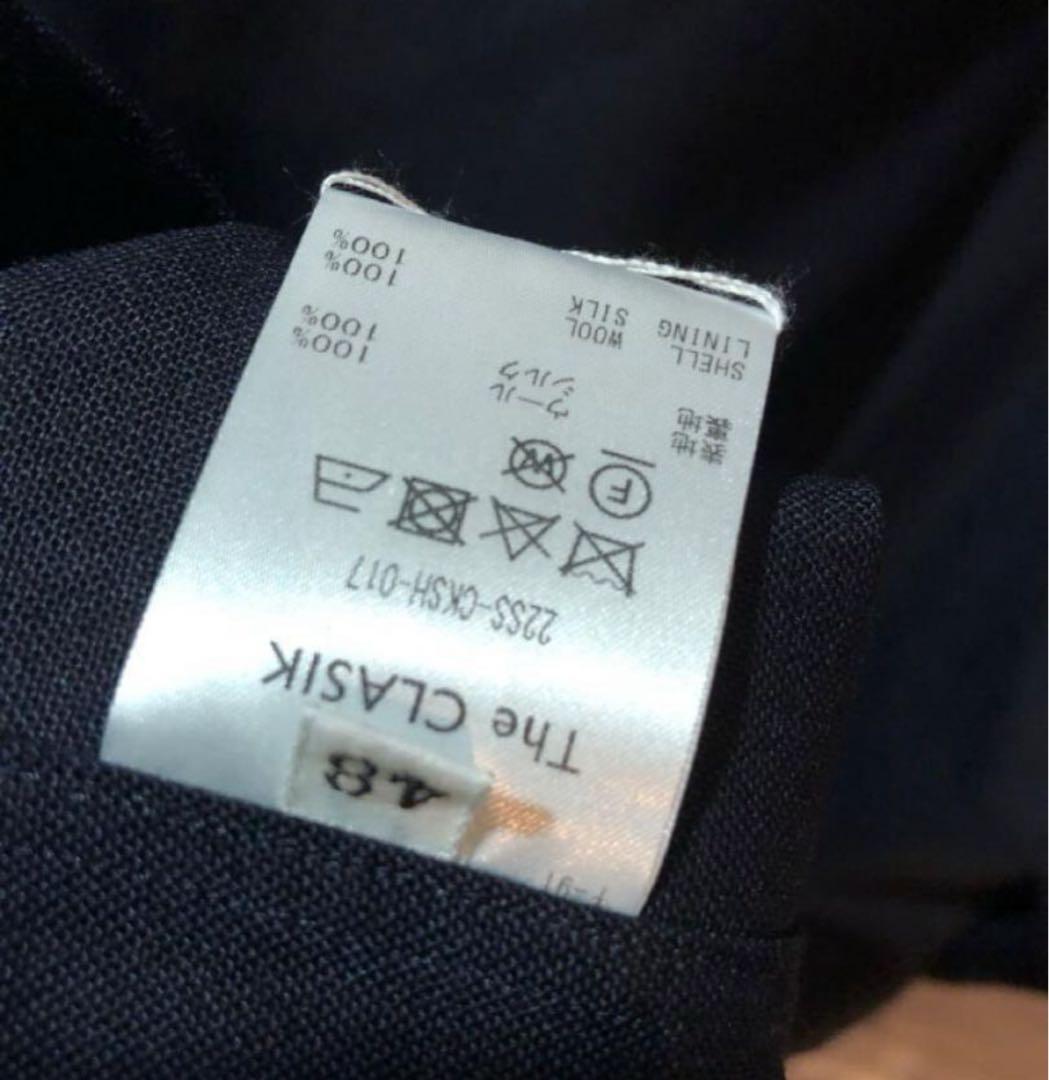 48
The CLASIK
22SS-CKSH-017
F W
表地 ウール 100%
裏地 シルク 100%
SHELL WOOL 100%
LINING SILK 100%